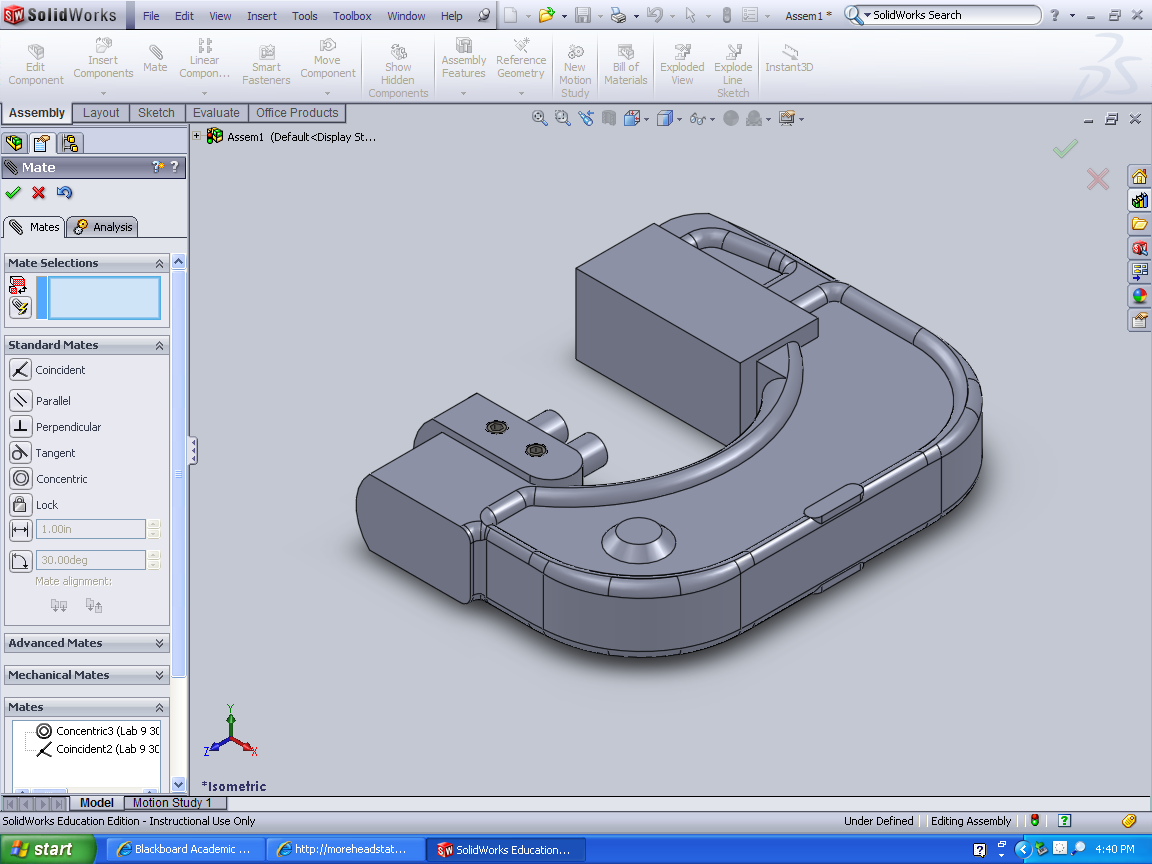 SolidWorks File Edit View Insert Tools Toolbox Window Help Assem1 * SolidWorks Search ?
Edit Component
Insert Components
Mate
Linear Compon...
Smart Fasteners
Move Component
Show Hidden Components
Assembly Features
Reference Geometry
New Motion Study
Bill of Materials
Exploded View
Explode Line Sketch
Instant3D
Assembly Layout Sketch Evaluate Office Products
Assem1 (Default<Display St...
Mate ? ?
Mates Analysis
Mate Selections
Standard Mates
Coincident
Parallel
Perpendicular
Tangent
Concentric
Lock
1.00in
30.00deg
Mate alignment:
Advanced Mates
Mechanical Mates
Mates
Concentric3 (Lab 9 30
Coincident2 (Lab 9 30
Y
Z X
*Isometric
Model Motion Study 1
SolidWorks Education Edition - Instructional Use Only Under Defined Editing Assembly ?
start Blackboard Academic ... http://moreheadstat... SolidWorks Education... ? 4:40 PM